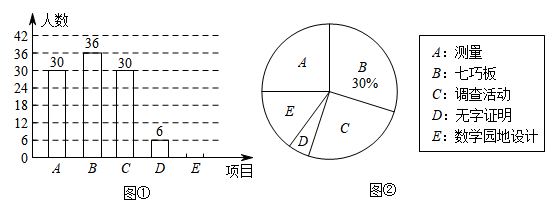 人数
42
36
30
24
18
12
6
0
30
36
30
6
A B C D E
项目
图①
A
B
30%
C
D
E
图②
A:测量
B:七巧板
C:调查活动
D:无字证明
E:数学园地设计